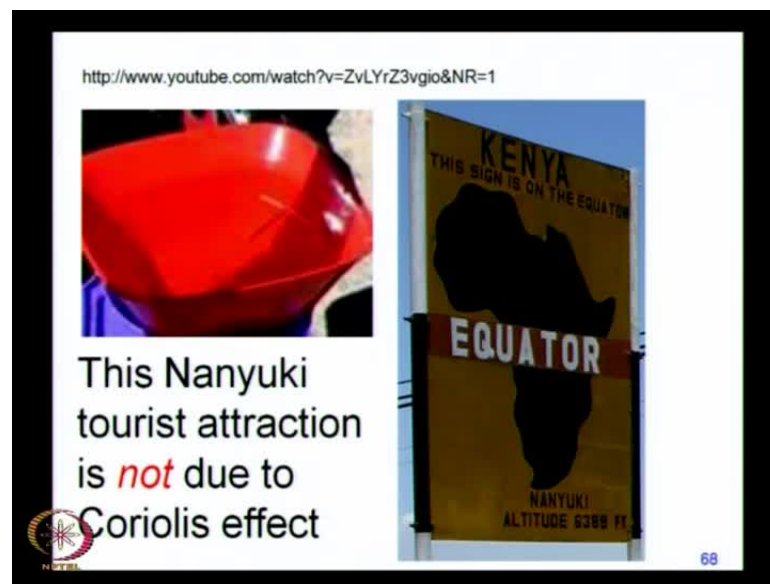 http://www.youtube.com/watch?v=ZvLYrZ3vgio&NR=1
KENYA
THIS SIGN IS ON THE EQUATOR
EQUATOR
NANYUKI
ALTITUDE 6389 FT
This Nanyuki
tourist attraction
is not due to
Coriolis effect
NPTEL
68